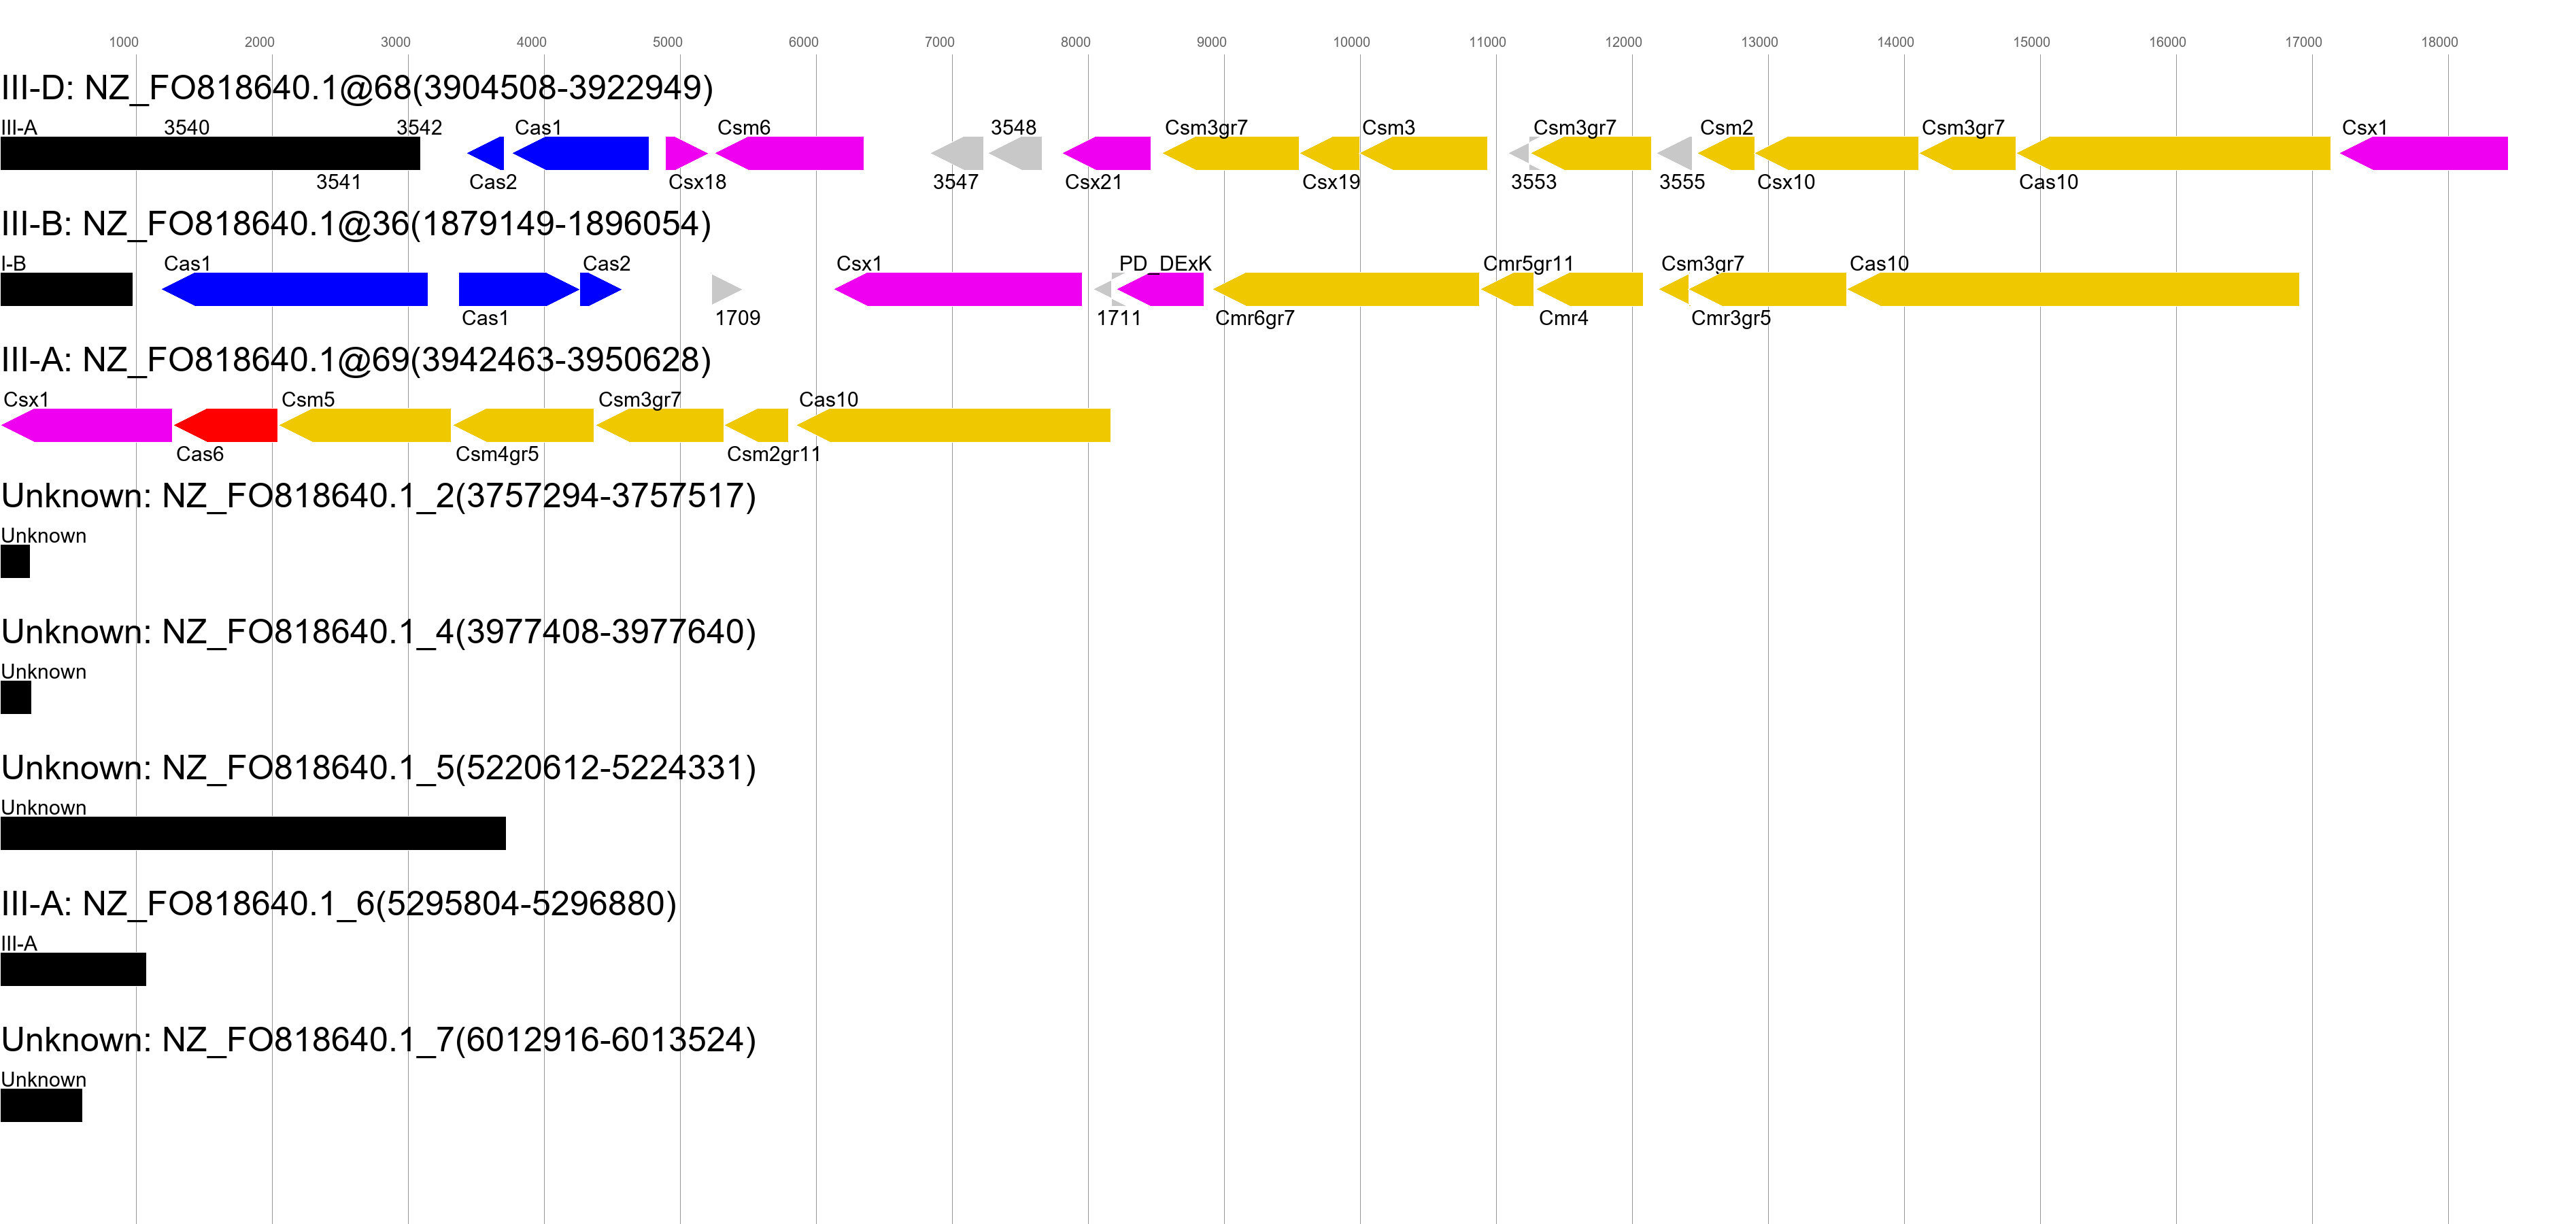 1000 2000 3000 4000 5000 6000 7000 8000 9000 10000 11000 12000 13000 14000 15000 16000 17000 18000
III-D: NZ_FO818640.1@68(3904508-3922949)
III-A 3540 3542 Cas1 Csm6 3548 Csm3gr7 Csm3 Csm3gr7 Csm2 Csm3gr7 Csx1
3541 Cas2 Csx18 3547 Csx21 Csx19 3553 3555 Csx10 Cas10
III-B: NZ_FO818640.1@36(1879149-1896054)
I-B Cas1 Cas2 Csx1 PD_DExK Cmr5gr11 Csm3gr7 Cas10
Cas1 1709 1711 Cmr6gr7 Cmr4 Cmr3gr5
III-A: NZ_FO818640.1@69(3942463-3950628)
Csx1 Csm5 Csm3gr7 Cas10
Cas6 Csm4gr5 Csm2gr11
Unknown: NZ_FO818640.1_2(3757294-3757517)
Unknown
Unknown: NZ_FO818640.1_4(3977408-3977640)
Unknown
Unknown: NZ_FO818640.1_5(5220612-5224331)
Unknown
III-A: NZ_FO818640.1_6(5295804-5296880)
III-A
Unknown: NZ_FO818640.1_7(6012916-6013524)
Unknown